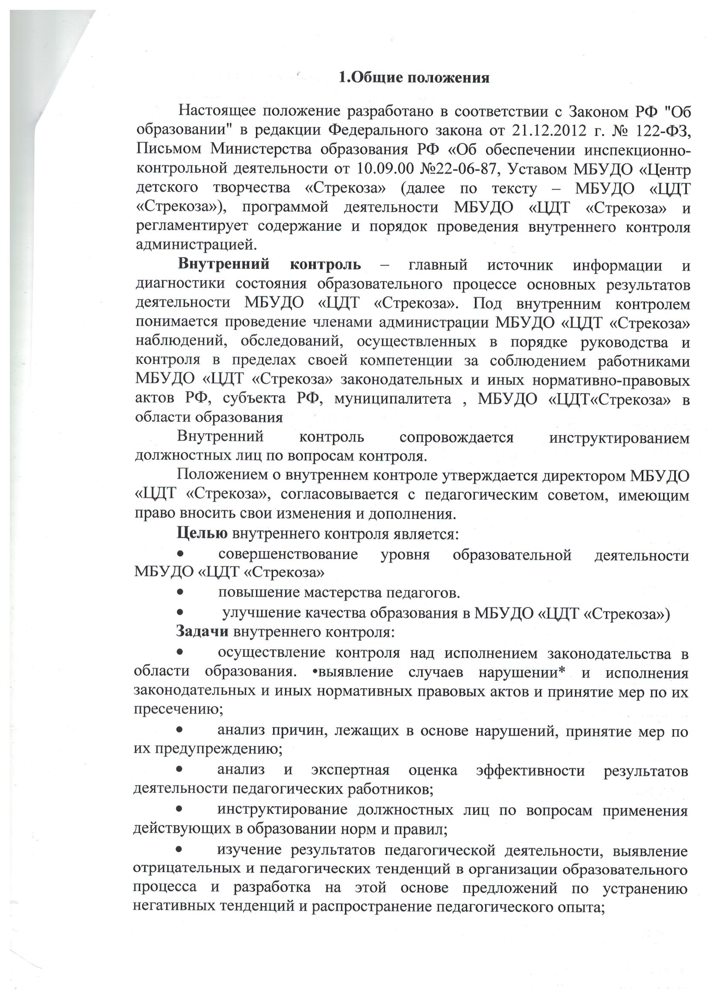 1.Общие положения
Настоящее положение разработано в соответствии с Законом РФ "Об
образовании" в редакции Федерального закона от 21.12.2012 г. № 122-ФЗ,
Письмом Министерства образования РФ «Об обеспечении инспекционно-
контрольной деятельности от 10.09.00 №22-06-87, Уставом МБУДО «Центр
детского творчества «Стрекоза» (далее по тексту – МБУДО «ЦДТ
«Стрекоза»), программой деятельности МБУДО «ЦДТ «Стрекоза» и
регламентирует содержание и порядок проведения внутреннего контроля
администрацией.
Внутренний контроль – главный источник информации и
диагностики состояния образовательного процессе основных результатов
деятельности МБУДО «ЦДТ «Стрекоза». Под внутренним контролем
понимается проведение членами администрации МБУДО «ЦДТ «Стрекоза»
наблюдений, обследований, осуществленных в порядке руководства и
контроля в пределах своей компетенции за соблюдением работниками
МБУДО «ЦДТ «Стрекоза» законодательных и иных нормативно-правовых
актов РФ, субъекта РФ, муниципалитета , МБУДО «ЦДТ«Стрекоза» в
области образования
Внутренний контроль сопровождается инструктированием
должностных лиц по вопросам контроля.
Положением о внутреннем контроле утверждается директором МБУДО
«ЦДТ «Стрекоза», согласовывается с педагогическим советом, имеющим
право вносить свои изменения и дополнения.
Целью внутреннего контроля является:
• совершенствование уровня образовательной деятельности
МБУДО «ЦДТ «Стрекоза»
• повышение мастерства педагогов.
• улучшение качества образования в МБУДО «ЦДТ «Стрекоза»)
Задачи внутреннего контроля:
• осуществление контроля над исполнением законодательства в
области образования. •выявление случаев нарушении* и исполнения
законодательных и иных нормативных правовых актов и принятие мер по их
пресечению;
• анализ причин, лежащих в основе нарушений, принятие мер по
их предупреждению;
• анализ и экспертная оценка эффективности результатов
деятельности педагогических работников;
• инструктирование должностных лиц по вопросам применения
действующих в образовании норм и правил;
• изучение результатов педагогической деятельности, выявление
отрицательных и педагогических тенденций в организации образовательного
процесса и разработка на этой основе предложений по устранению
негативных тенденций и распространение педагогического опыта;